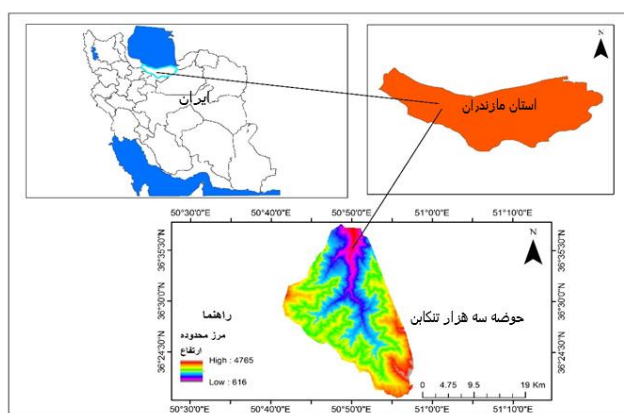 ایران
N
استان مازندران
50°30'0"E 50°40'0"E 50°50'0"E 51°0'0"E 51°10'0"E
N
36°35'30"N 36°35'30"N
36°30'0"N 36°30'0"N
36°24'30"N 36°24'30"N
حوضه سه هزار تنکابن
راهنما
مرز محدوده
ارتفاع
High : 4765
Low : 616
0 4.75 9.5 19 Km
50°30'0"E 50°40'0"E 50°50'0"E 51°0'0"E 51°10'0"E